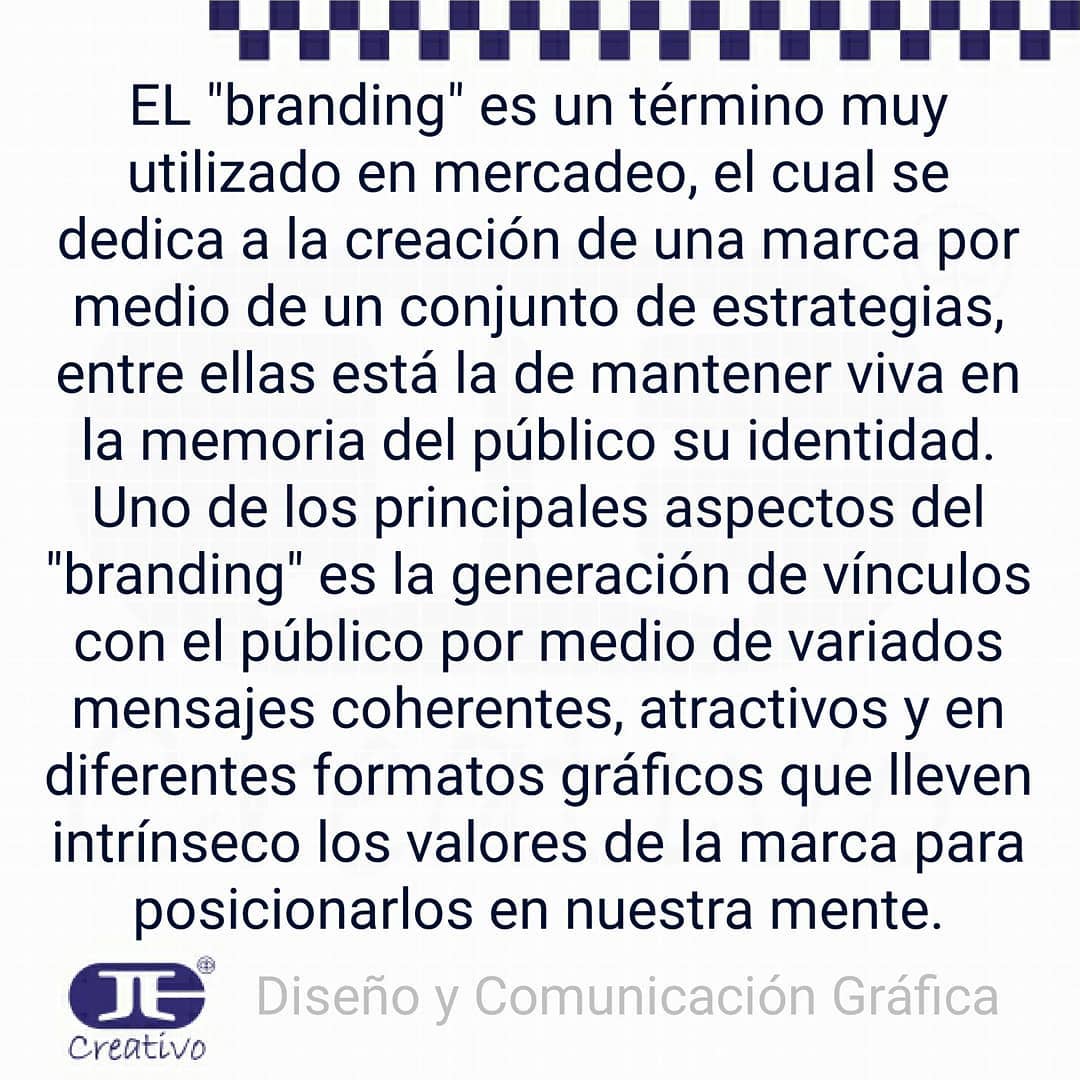 EL "branding" es un término muy
utilizado en mercadeo, el cual se
dedica a la creación de una marca por
medio de un conjunto de estrategias,
entre ellas está la de mantener viva en
la memoria del público su identidad.
Uno de los principales aspectos del
"branding" es la generación de vínculos
con el público por medio de variados
mensajes coherentes, atractivos y en
diferentes formatos gráficos que lleven
intrínseco los valores de la marca para
posicionarlos en nuestra mente.
Creativo
Diseño y Comunicación Gráfica